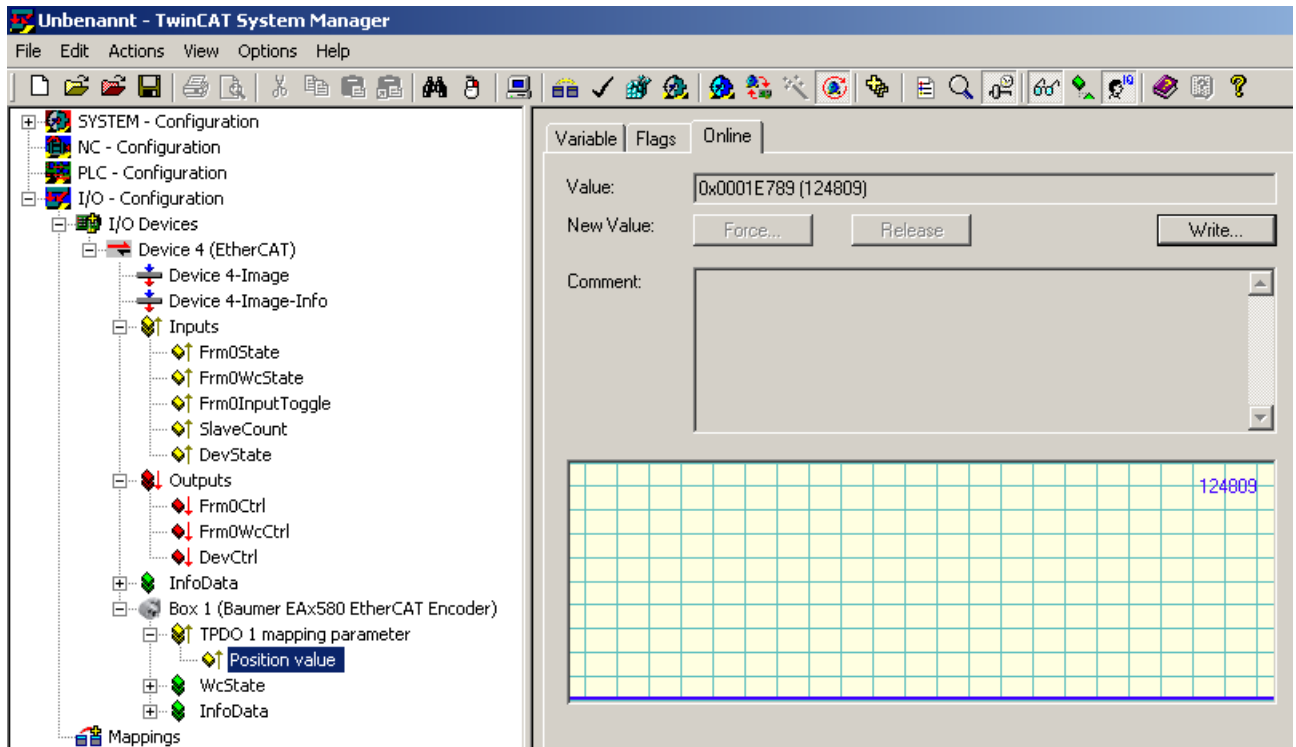 Unbenannt - TwinCAT System Manager
File Edit Actions View Options Help
SYSTEM - Configuration
NC - Configuration
PLC - Configuration
I/O - Configuration
I/O Devices
Device 4 (EtherCAT)
Device 4-Image
Device 4-Image-Info
Inputs
Frm0State
Frm0WcState
Frm0InputToggle
SlaveCount
DevState
Outputs
Frm0Ctrl
Frm0WcCtrl
DevCtrl
InfoData
Box 1 (Baumer EAx580 EtherCAT Encoder)
TPDO 1 mapping parameter
Position value
WcState
InfoData
Mappings
Variable Flags Online
Value: 0x0001E789 (124809)
New Value: Force... Release Write...
Comment:
124809